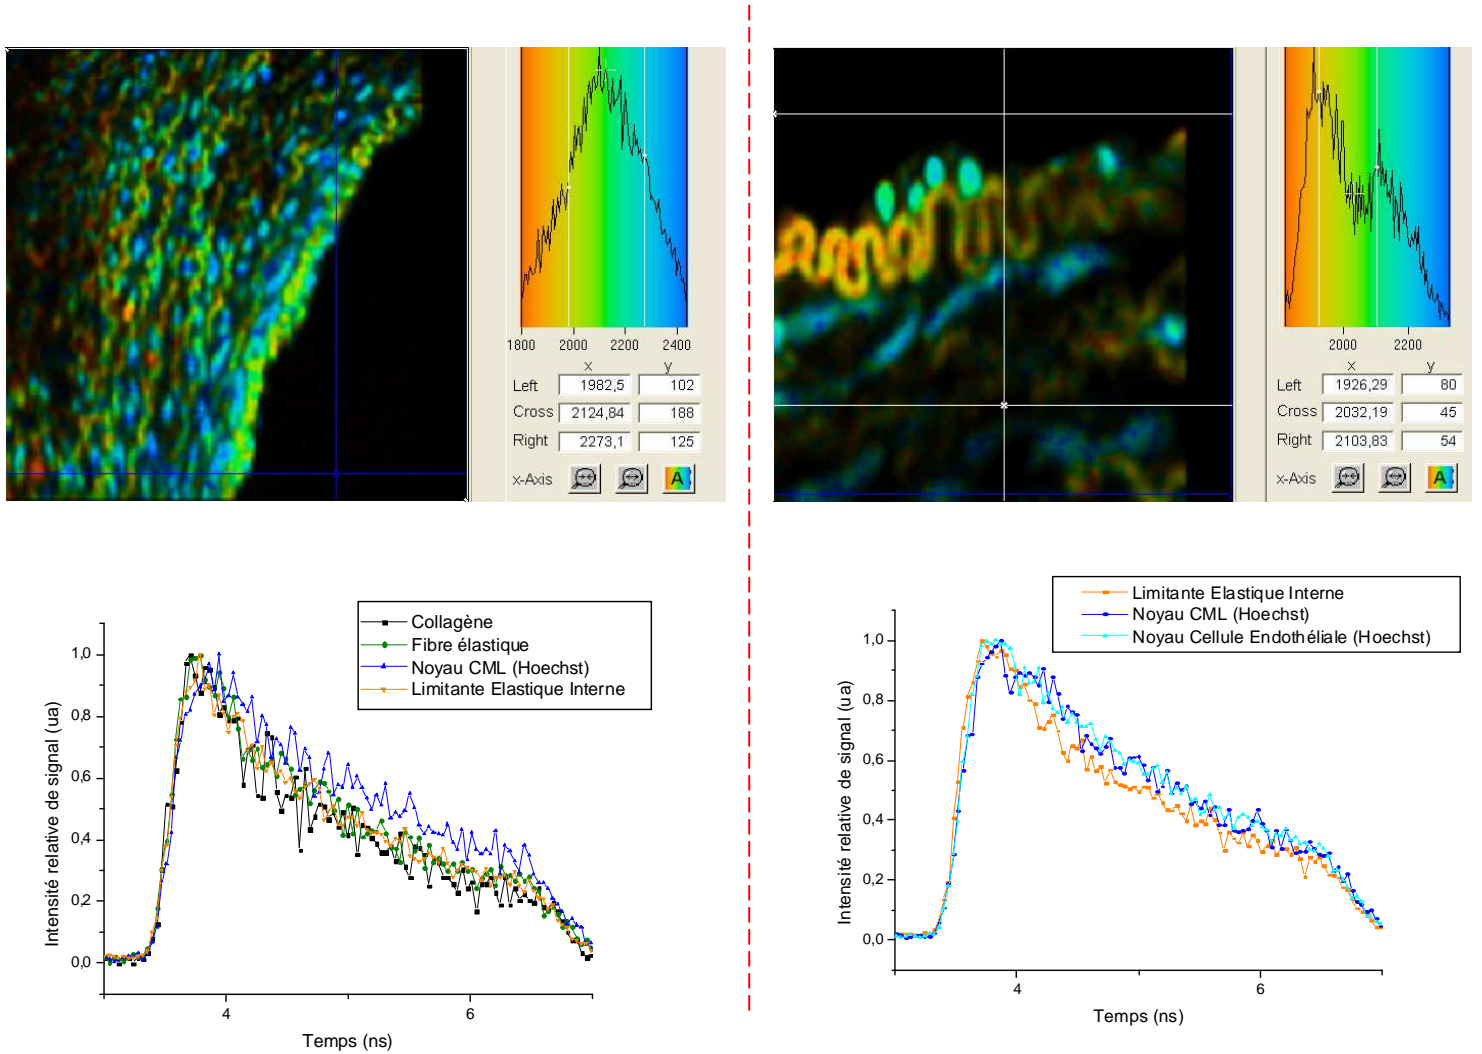 1800 2000 2200 2400
x y
Left 1982,5 102
Cross 2124,84 188
Right 2273,1 125
x-Axis A
2000 2200
x y
Left 1926,29 80
Cross 2032,19 45
Right 2103,83 54
x-Axis A
Collagène
Fibre élastique
Noyau CML (Hoechst)
Limitante Elastique Interne
1,0
0,8
0,6
0,4
0,2
0,0
Intensité relative de signal (ua)
4 6
Temps (ns)
Limitante Elastique Interne
Noyau CML (Hoechst)
Noyau Cellule Endothéliale (Hoechst)
1,0
0,8
0,6
0,4
0,2
0,0
Intensité relative de signal (ua)
4 6
Temps (ns)